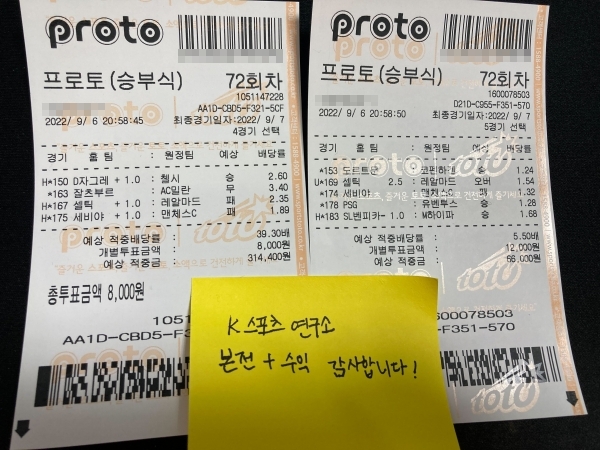 proto
프로토(승부식) 72회차
1051147228
AA1D-CBD5-F321-5CF
2022/ 9/ 6 20:58:45 최종경기일자:2022/ 9/ 7
4경기 선택
경기 홈팀 : 원정팀 예상 배당률
H*150 D자그레 + 1.0 : 첼시 승 2.60
*163 잘츠부르 : AC밀란 무 3.40
H*167 셀틱 + 1.0 : 레알마드 패 2.35
H*175 세비야 + 1.0 : 맨체스C 패 1.89
예상 적중배당률 39.30배
개별투표금액 8,000원
예상 적중금 314,400원
총투표금액 8,000원
AA1D-CBD5-F3
proto
프로토(승부식) 72회차
1600078503
D21D-C955-F351-570
2022/ 9/ 6 20:58:50 최종경기일자:2022/ 9/ 7
5경기 선택
경기 홈팀 : 원정팀 예상 배당률
*153 도르트문 : 코펜하겐 승 1.24
U*169 셀틱 2.5 : 레알마드 오버 1.54
*174 세비야 : 맨체스C 패 1.36
*178 PSG : 유벤투스 승 1.28
H*183 SL벤피카- 1.0 : M하이파 승 1.68
예상 적중배당률 5.50배
개별투표금액 12,000원
예상 적중금 66,000원
1600078503
-F351-570
K스포츠 연구소
본전 + 수익 감사합니다!